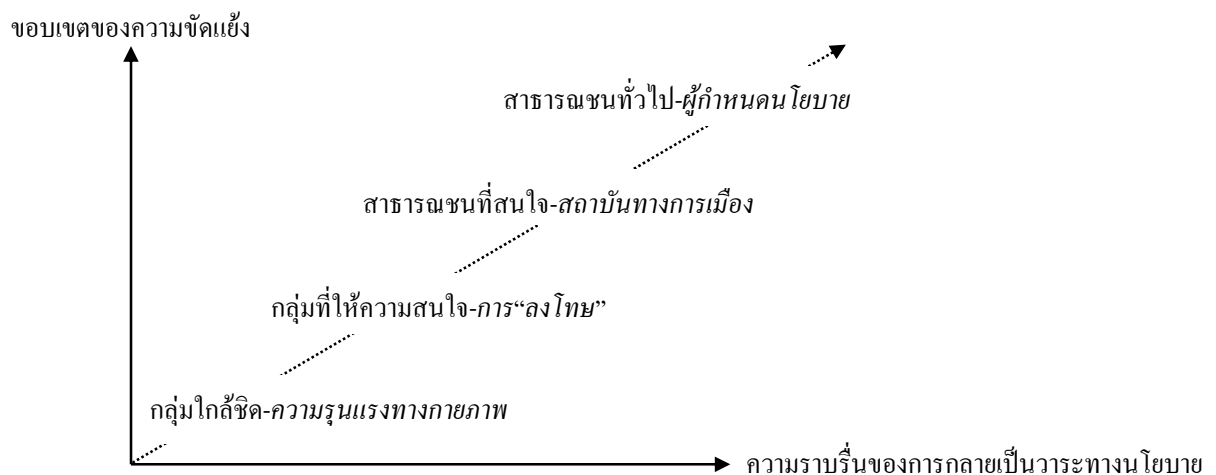 ขอบเขตของความขัดแย้ง
สาธารณชนทั่วไป-ผู้กำหนดนโยบาย
สาธารณชนที่สนใจ-สถาบันทางการเมือง
กลุ่มที่ให้ความสนใจ-การ“ลงโทษ”
กลุ่มใกล้ชิด-ความรุนแรงทางกายภาพ
ความราบรื่นของการกลายเป็นวาระทางนโยบาย